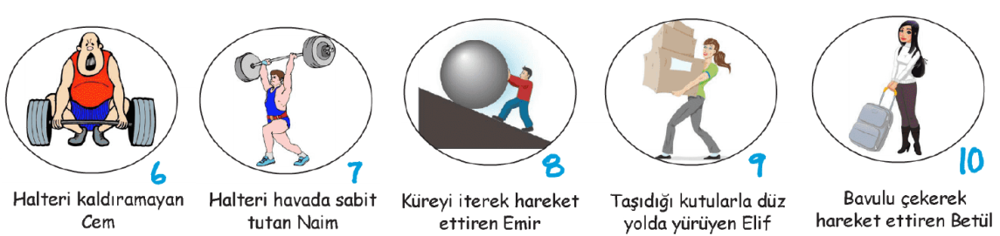 6
7
8
9
10
Halteri kaldıramayan
Cem
Halteri havada sabit
tutan Naim
Küreyi iterek hareket
ettiren Emir
Taşıdığı kutularla düz
yolda yürüyen Elif
Bavulu çekerek
hareket ettiren Betül